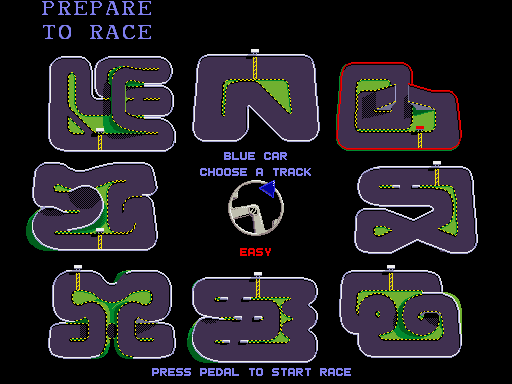 PREPARE
TO RACE
BLUE CAR
CHOOSE A TRACK
EASY
PRESS PEDAL TO START RACE